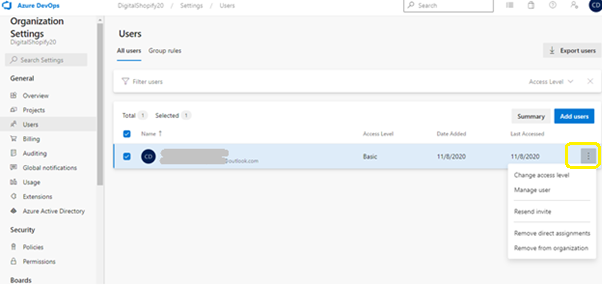 Azure DevOps
DigitalShopify20 / Settings / Users
Search
CD
Organization
Settings
DigitalShopify20
Search Settings
General
Overview
Projects
Users
Billing
Auditing
Global notifications
Usage
Extensions
Azure Active Directory
Security
Policies
Permissions
Boards
Users
All users Group rules
Export users
Filter users
Access Level
Total 1 Selected 1
Summary
Add users
Name ↑ Access Level Date Added Last Accessed
CD Basic 11/8/2020 11/8/2020
outlook.com
Change access level
Manage user
Resend invite
Remove direct assignments
Remove from organization